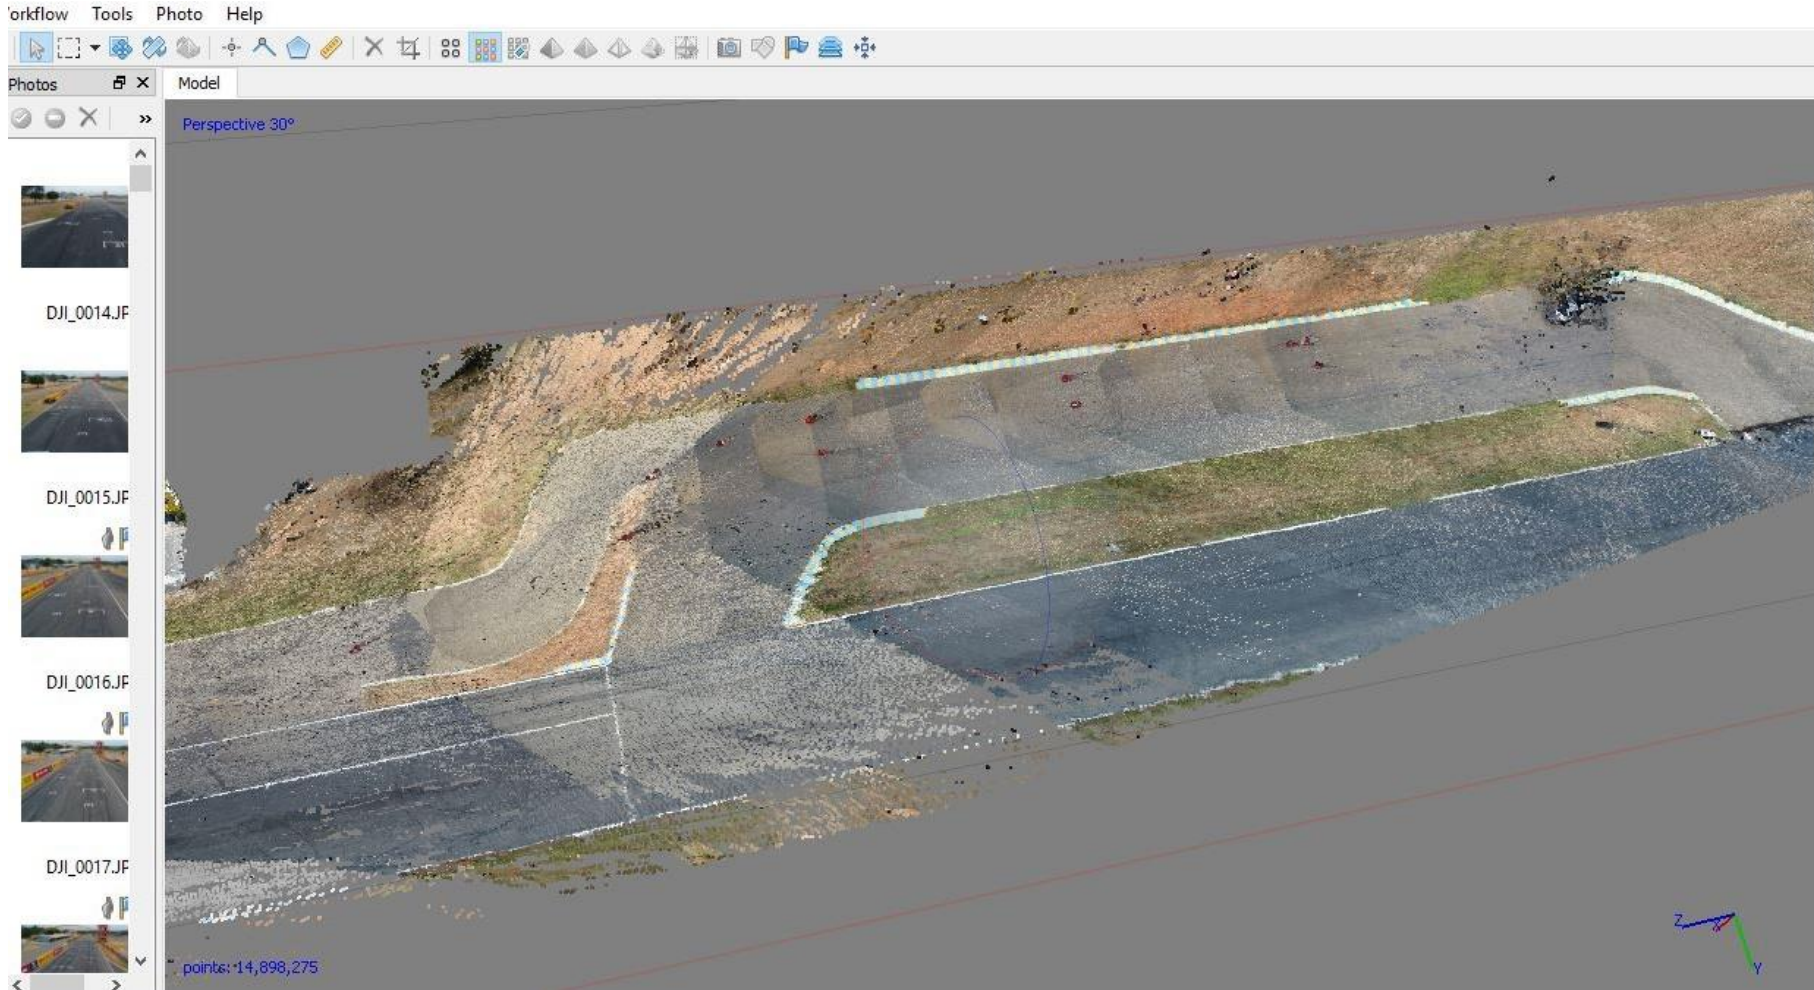 orkflow Tools Photo Help
Photos
Model
»
Perspective 30°
DJI_0014.JP
DJI_0015.JP
DJI_0016.JP
DJI_0017.JP
points: 14,898,275
Z
Y